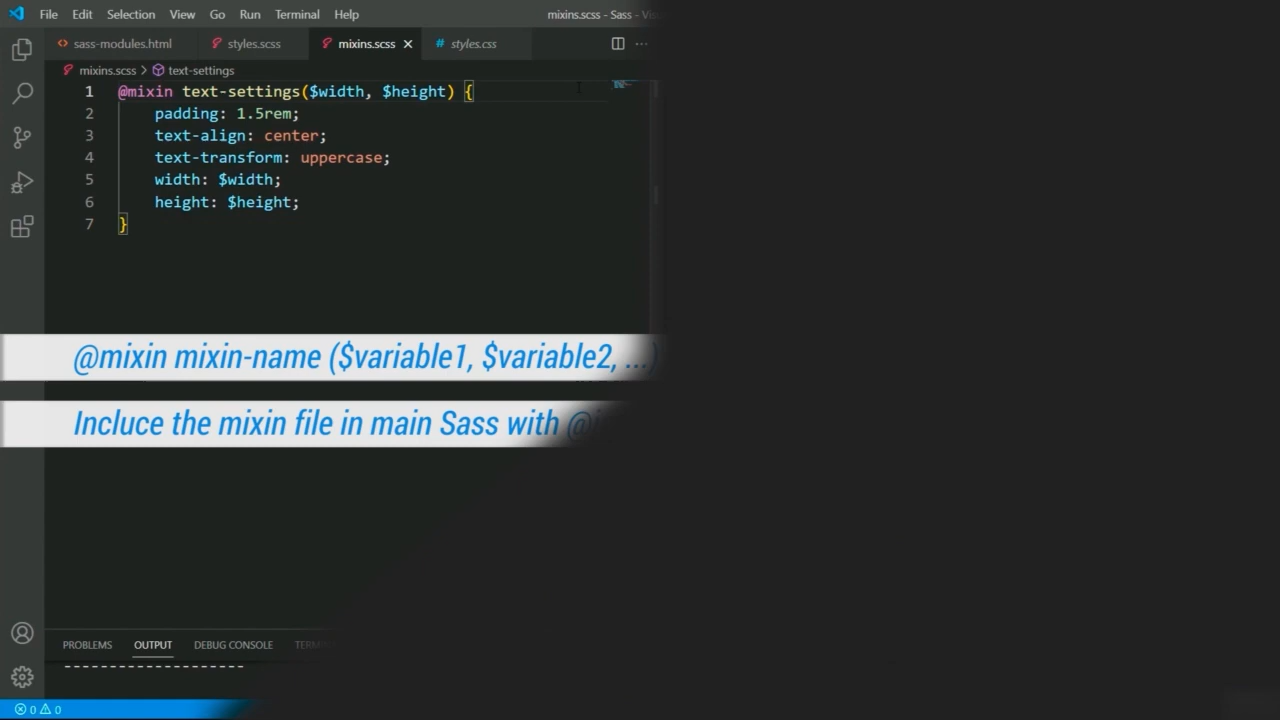 File Edit Selection View Go Run Terminal Help mixins.scss - Sass -
sass-modules.html styles.scss mixins.scss × # styles.css ...
mixins.scss > text-settings
1 @mixin text-settings($width, $height) {
2 padding: 1.5rem;
3 text-align: center;
4 text-transform: uppercase;
5 width: $width;
6 height: $height;
7 }
@mixin mixin-name ($variable1, $variable2, ...)
Incluce the mixin file in main Sass with
PROBLEMS OUTPUT DEBUG CONSOLE
--------------------
0 0